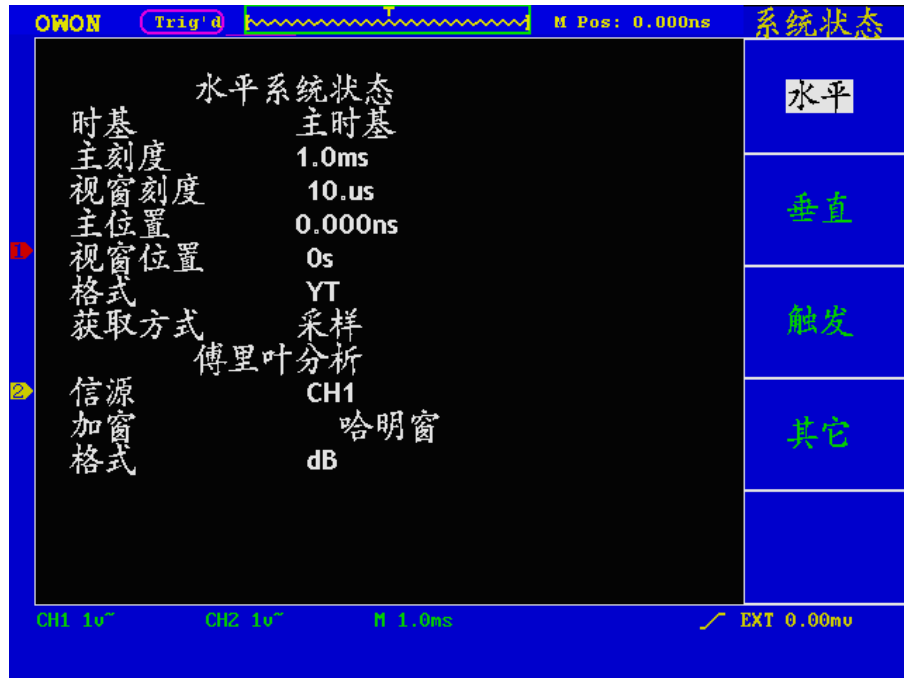 OWON Trig'd T M Pos: 0.000ns 系统状态
水平系统状态
时基 主时基
主刻度 1.0ms
视窗刻度 10.us
主位置 0.000ns
视窗位置 0s
格式 YT
获取方式 采样
傅里叶分析
信源 CH1
加窗 哈明窗
格式 dB
1
2
水平
垂直
触发
其它
CH1 1v~ CH2 1v~ M 1.0ms EXT 0.00mv